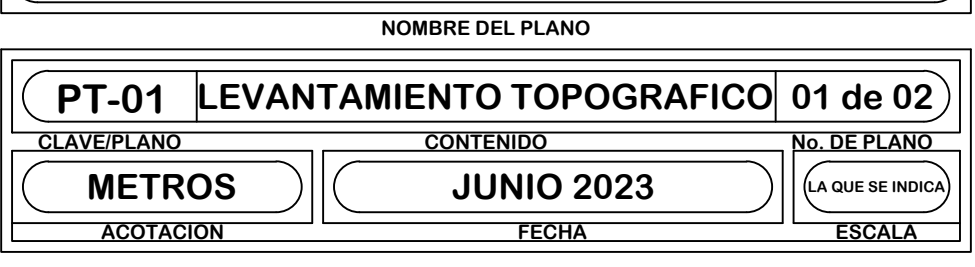 NOMBRE DEL PLANO
PT-01 LEVANTAMIENTO TOPOGRAFICO 01 de 02
CLAVE/PLANO CONTENIDO No. DE PLANO
METROS JUNIO 2023 LA QUE SE INDICA
ACOTACION FECHA ESCALA